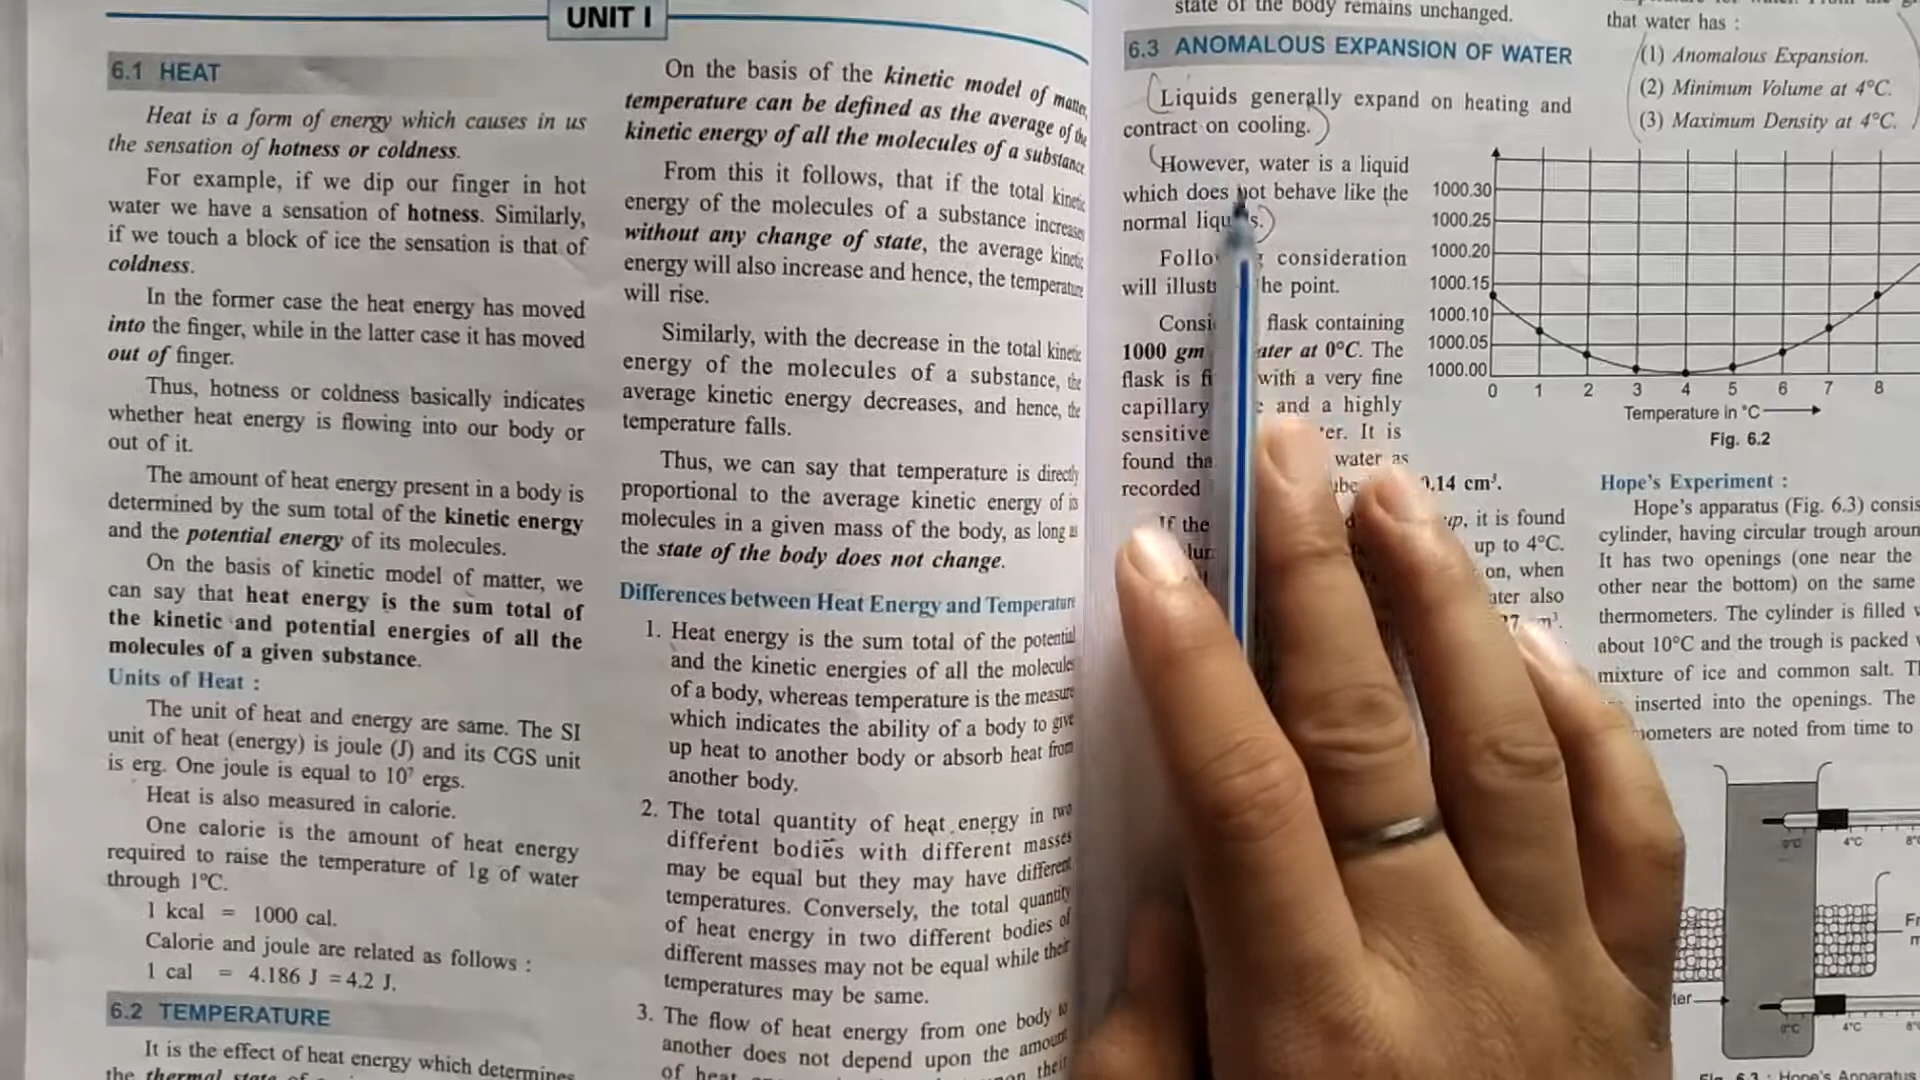 UNIT I
6.1 HEAT
Heat is a form of energy which causes in us
the sensation of hotness or coldness.
For example, if we dip our finger in hot
water we have a sensation of hotness. Similarly,
if we touch a block of ice the sensation is that of
coldness.
In the former case the heat energy has moved
into the finger, while in the latter case it has moved
out of finger.
Thus, hotness or coldness basically indicates
whether heat energy is flowing into our body or
out of it.
The amount of heat energy present in a body is
determined by the sum total of the kinetic energy
and the potential energy of its molecules.
On the basis of kinetic model of matter, we
can say that heat energy is the sum total of
the kinetic and potential energies of all the
molecules of a given substance.
Units of Heat :
The unit of heat and energy are same. The SI
unit of heat (energy) is joule (J) and its CGS unit
is erg. One joule is equal to 10⁷ ergs.
Heat is also measured in calorie.
One calorie is the amount of heat energy
required to raise the temperature of 1g of water
through 1°C.
1 kcal = 1000 cal.
Calorie and joule are related as follows :
1 cal = 4.186 J = 4.2 J.
6.2 TEMPERATURE
It is the effect of heat energy which determines
the thermal state of
On the basis of the kinetic model of matter,
temperature can be defined as the average of the
kinetic energy of all the molecules of a substance.
From this it follows, that if the total kinetic
energy of the molecules of a substance increases
without any change of state, the average kinetic
energy will also increase and hence, the temperature
will rise.
Similarly, with the decrease in the total kinetic
energy of the molecules of a substance, the
average kinetic energy decreases, and hence, the
temperature falls.
Thus, we can say that temperature is directly
proportional to the average kinetic energy of its
molecules in a given mass of the body, as long as
the state of the body does not change.
Differences between Heat Energy and Temperature
1. Heat energy is the sum total of the potential
and the kinetic energies of all the molecules
of a body, whereas temperature is the measure
which indicates the ability of a body to give
up heat to another body or absorb heat from
another body.
2. The total quantity of heat energy in two
different bodies with different masses
may be equal but they may have different
temperatures. Conversely, the total quantity
of heat energy in two different bodies of
different masses may not be equal while their
temperatures may be same.
3. The flow of heat energy from one body to
another does not depend upon the amount
of heat upon their
state of the body remains unchanged.
6.3 ANOMALOUS EXPANSION OF WATER
Liquids generally expand on heating and
contract on cooling.
However, water is a liquid
which does not behave like the
normal liquids.
consideration
will the point.
flask containing
1000 gm water at 0°C. The
flask is with a very fine
capillary and a highly
sensitive It is
found water as
recorded 0.14 cm³.
If the up, it is found
up to 4°C.
on, when
water also
that water has :
(1) Anomalous Expansion.
(2) Minimum Volume at 4°C.
(3) Maximum Density at 4°C.
1000.30
1000.25
1000.20
1000.15
1000.10
1000.05
1000.00
0 1 2 3 4 5 6 7 8
Temperature in °C
Fig. 6.2
Hope's Experiment :
Hope's apparatus (Fig. 6.3)
cylinder, having circular trough
It has two openings (one near the
other near the bottom) on the same
thermometers. The cylinder is filled
about 10°C and the trough is packed
mixture of ice and common salt.
inserted into the openings. The
are noted from time to
0°C 4°C
0°C 4°C
Fig. 6.3 : Hope's Apparatus